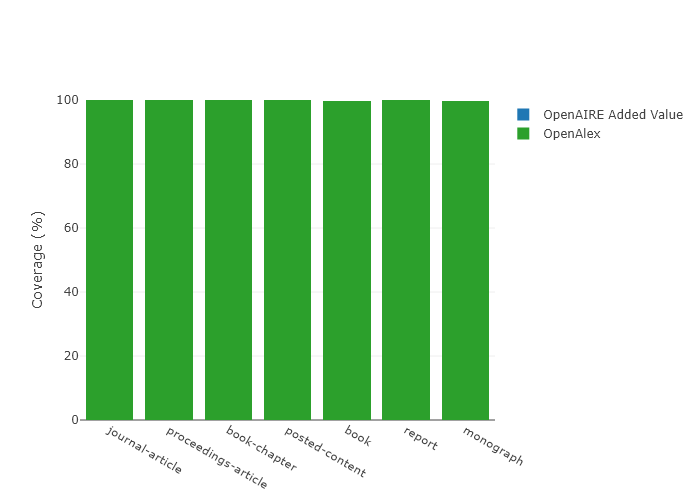 100
80
60
40
20
0
Coverage (%)
journal-article
proceedings-article
book-chapter
posted-content
book
report
monograph
OpenAIRE Added Value
OpenAlex